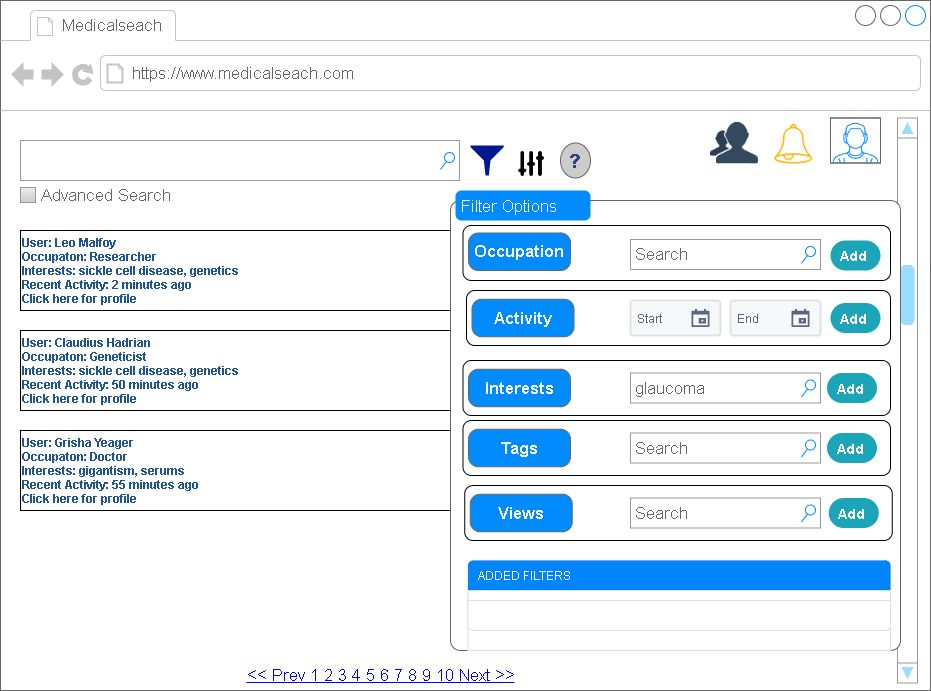 Medicalseach
https://www.medicalseach.com
?
Advanced Search
Filter Options
User: Leo Malfoy
Occupaton: Researcher
Interests: sickle cell disease, genetics
Recent Activity: 2 minutes ago
Click here for profile
User: Claudius Hadrian
Occupaton: Geneticist
Interests: sickle cell disease, genetics
Recent Activity: 50 minutes ago
Click here for profile
User: Grisha Yeager
Occupaton: Doctor
Interests: gigantism, serums
Recent Activity: 55 minutes ago
Click here for profile
Occupation Search Add
Activity Start End Add
Interests glaucoma Add
Tags Search Add
Views Search Add
ADDED FILTERS
<< Prev 1 2 3 4 5 6 7 8 9 10 Next >>